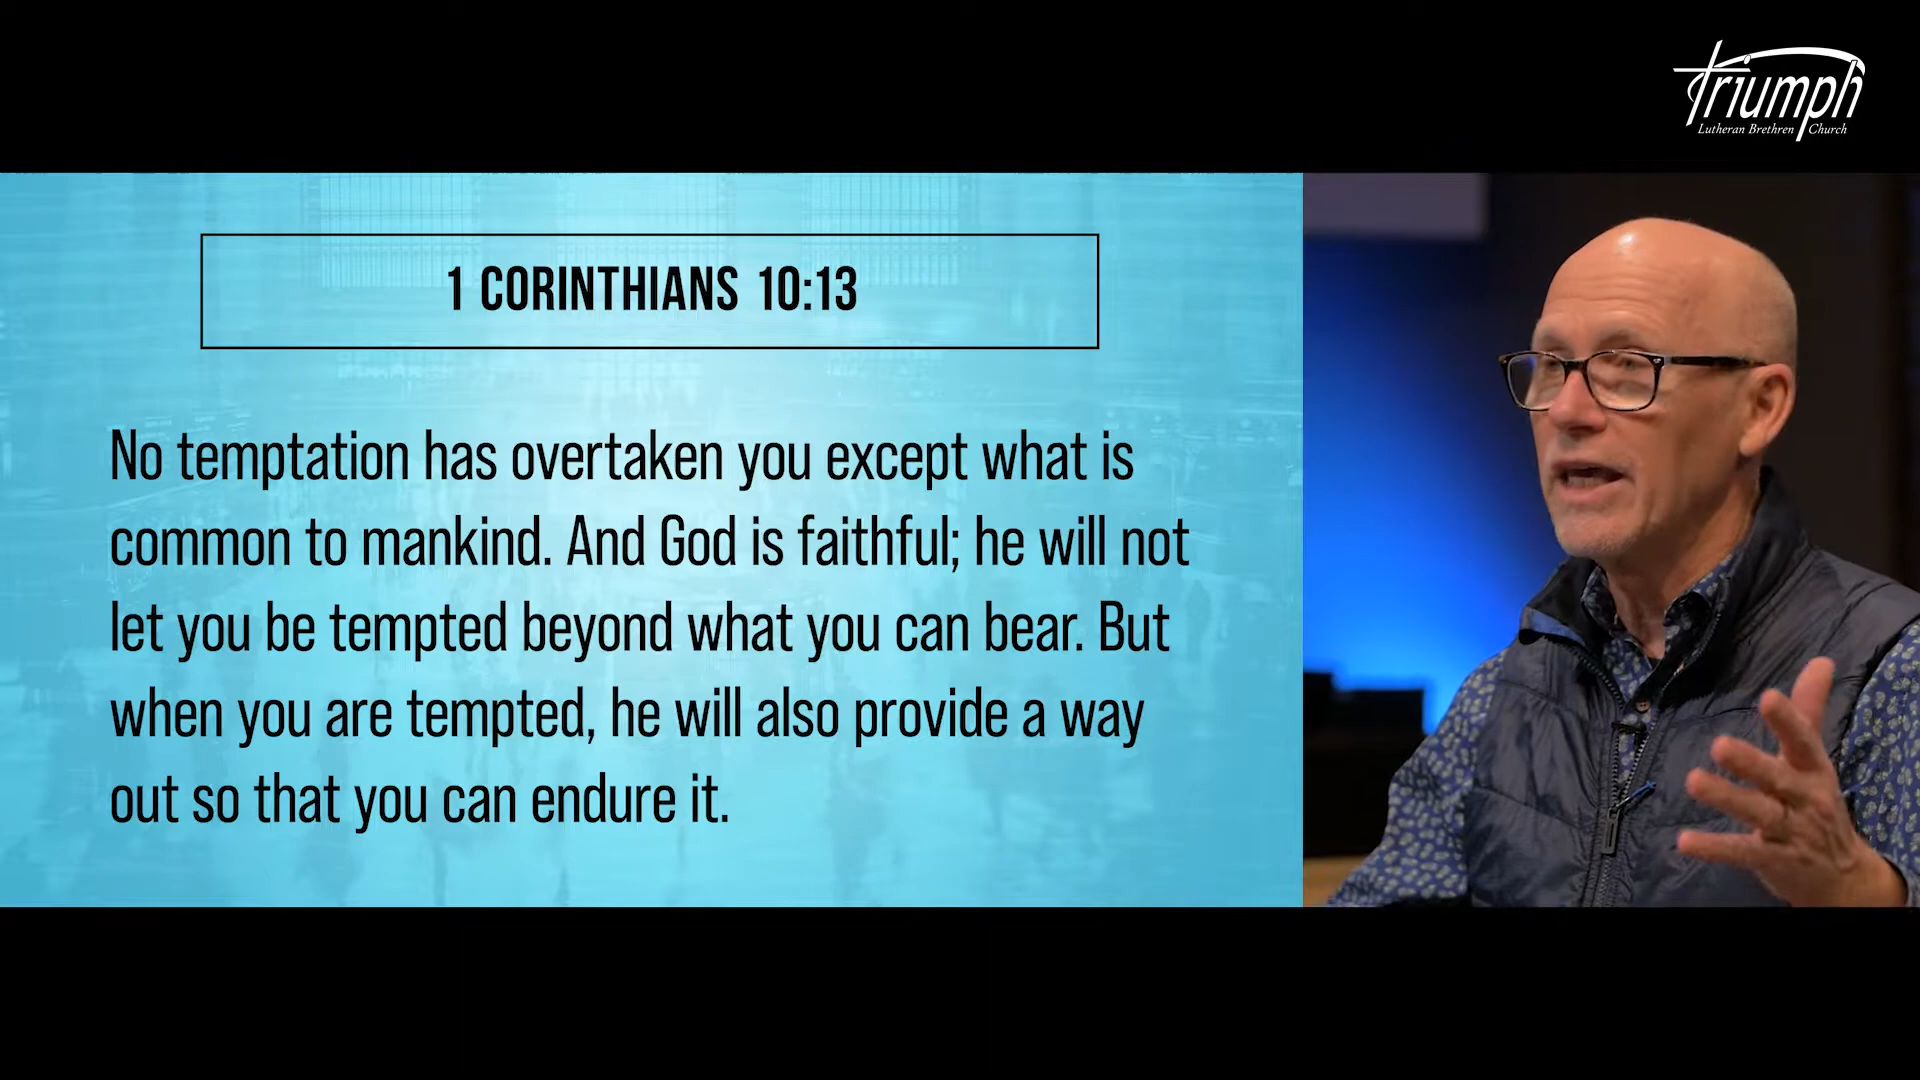 Triumph
Lutheran Brethren Church
1 CORINTHIANS 10:13
No temptation has overtaken you except what is
common to mankind. And God is faithful; he will not
let you be tempted beyond what you can bear. But
when you are tempted, he will also provide a way
out so that you can endure it.